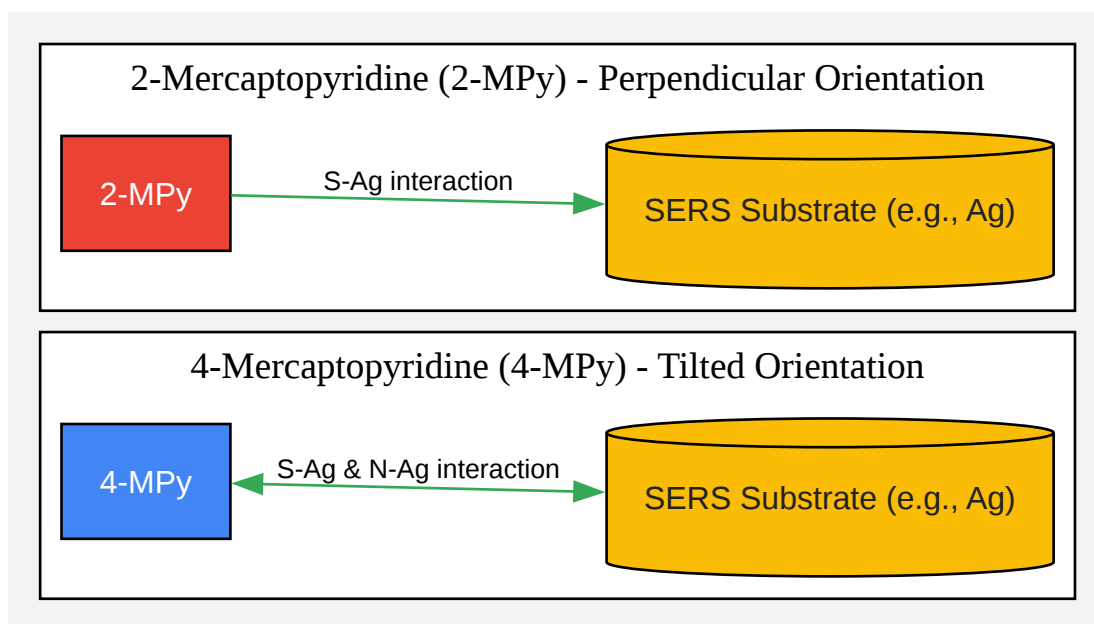 2-Mercaptopyridine (2-MPy) - Perpendicular Orientation
2-MPy
S-Ag interaction
SERS Substrate (e.g., Ag)
4-Mercaptopyridine (4-MPy) - Tilted Orientation
4-MPy
S-Ag & N-Ag interaction
SERS Substrate (e.g., Ag)